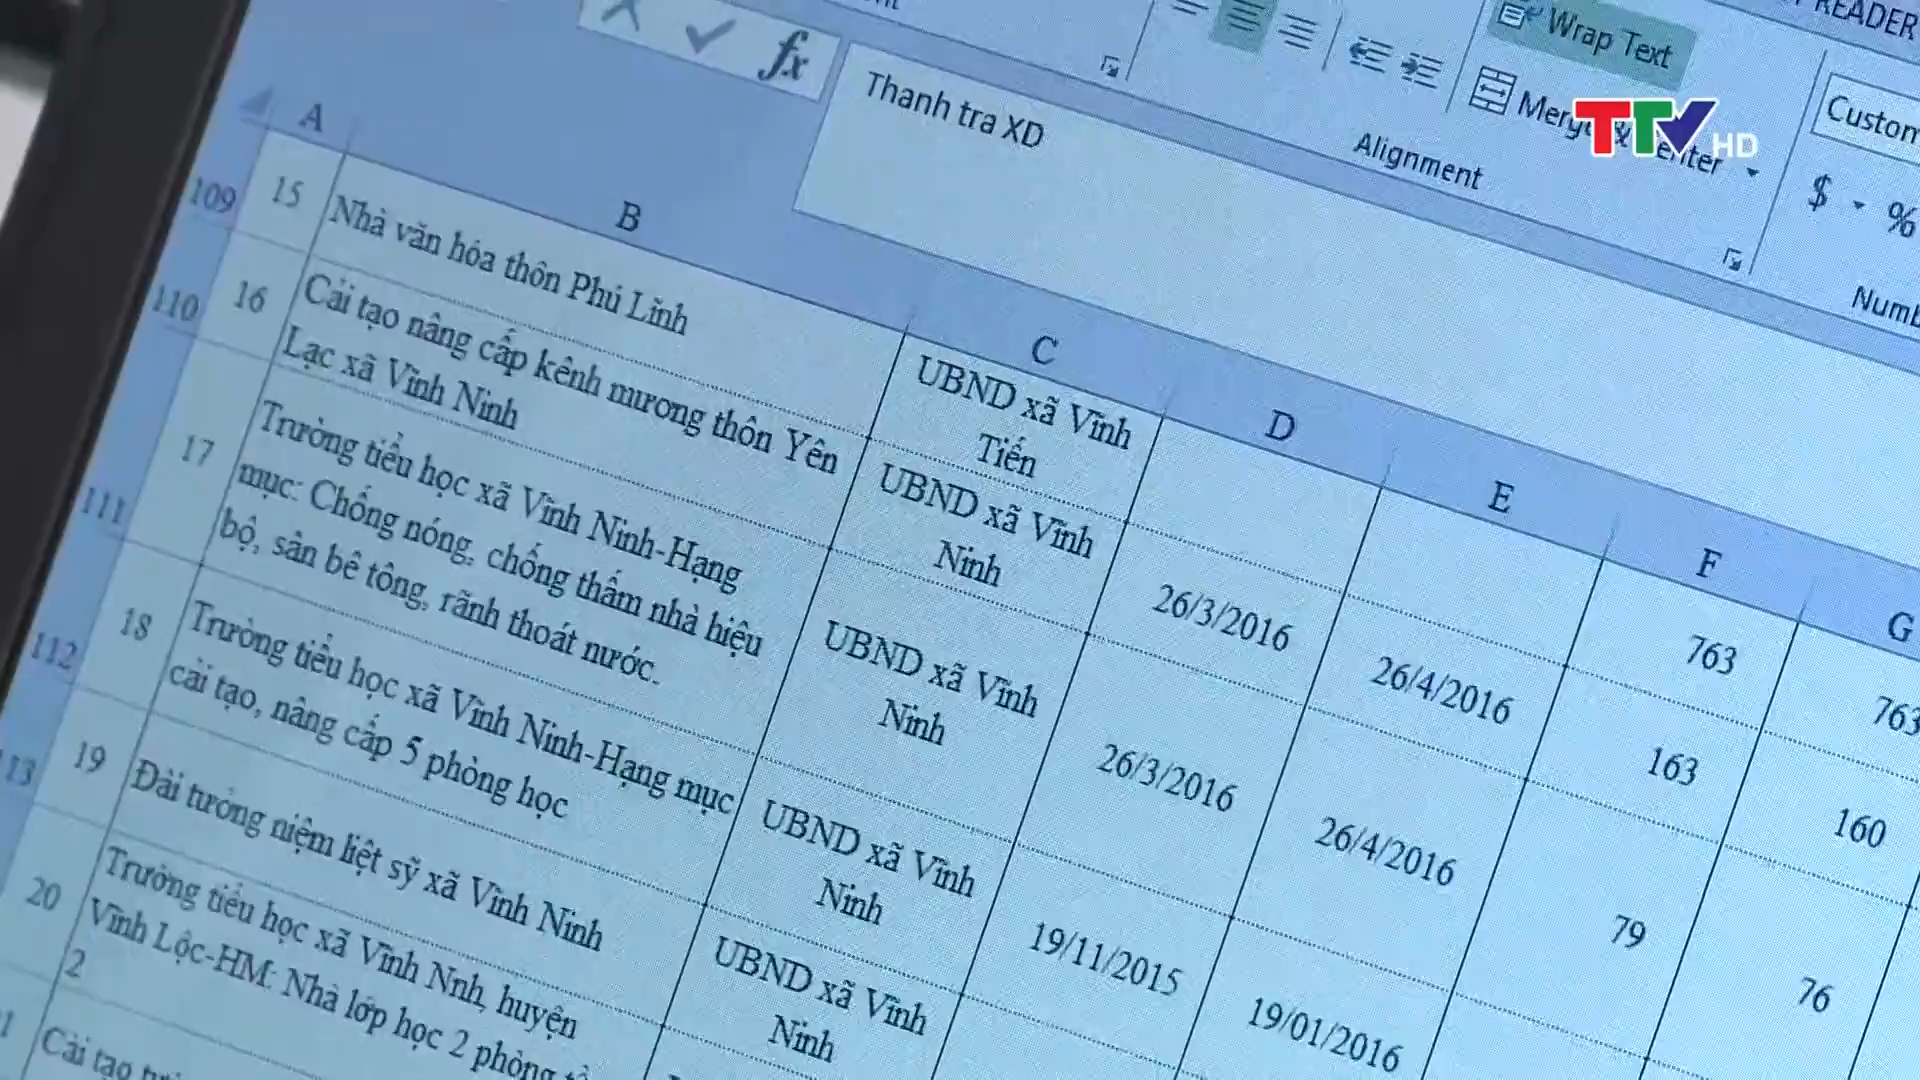 READER
Wrap Text
Merge & Center
Custom
TTV HD
fx
Thanh tra XD
Alignment
$ %
A
B
C
D
E
F
G
109 15 Nhà văn hóa thôn Phú Lĩnh
UBND xã Vĩnh
Tiến
763
763
110 16 Cải tạo nâng cấp kênh mương thôn Yên
Lạc xã Vĩnh Ninh
UBND xã Vĩnh
Ninh
26/3/2016
26/4/2016
163
160
111 17 Trường tiểu học xã Vĩnh Ninh-Hạng
mục: Chống nóng, chống thấm nhà hiệu
bộ, sân bê tông, rãnh thoát nước.
UBND xã Vĩnh
Ninh
26/3/2016
26/4/2016
79
76
112 18 Trường tiểu học xã Vĩnh Ninh-Hạng mục
cải tạo, nâng cấp 5 phòng học
UBND xã Vĩnh
Ninh
19/11/2015
19/01/2016
113 19 Đài tưởng niệm liệt sỹ xã Vĩnh Ninh
UBND xã Vĩnh
Ninh
20 Trường tiểu học xã Vĩnh Nnh, huyện
Vĩnh Lộc-HM: Nhà lớp học 2 phòng
2
Cải tạo